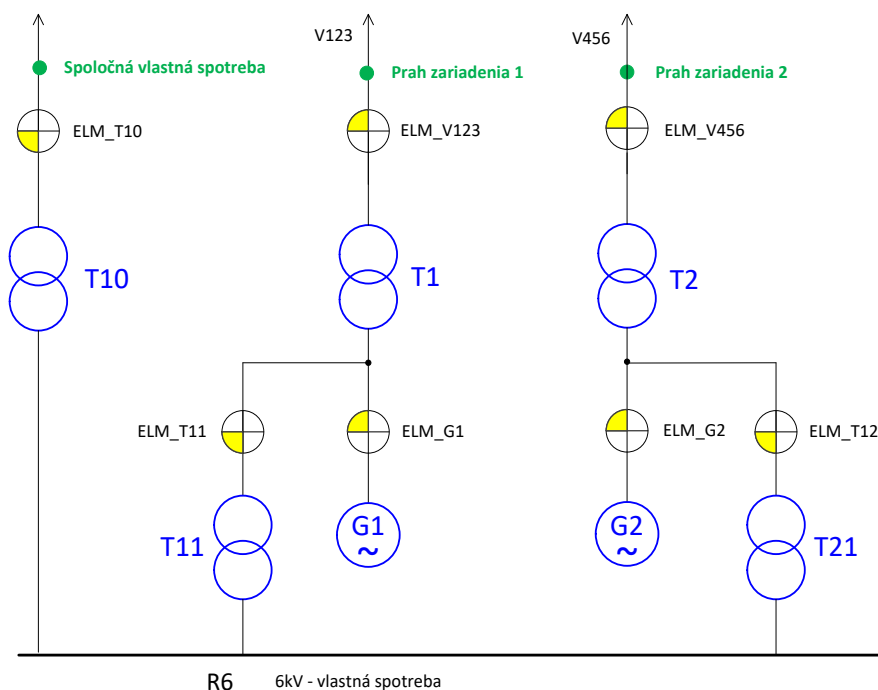 V123
V456
Spoločná vlastná spotreba
Prah zariadenia 1
Prah zariadenia 2
ELM_T10
ELM_V123
ELM_V456
T10
T1
T2
ELM_T11
ELM_G1
ELM_G2
ELM_T12
T11
G1
~
G2
~
T21
R6
6kV - vlastná spotreba